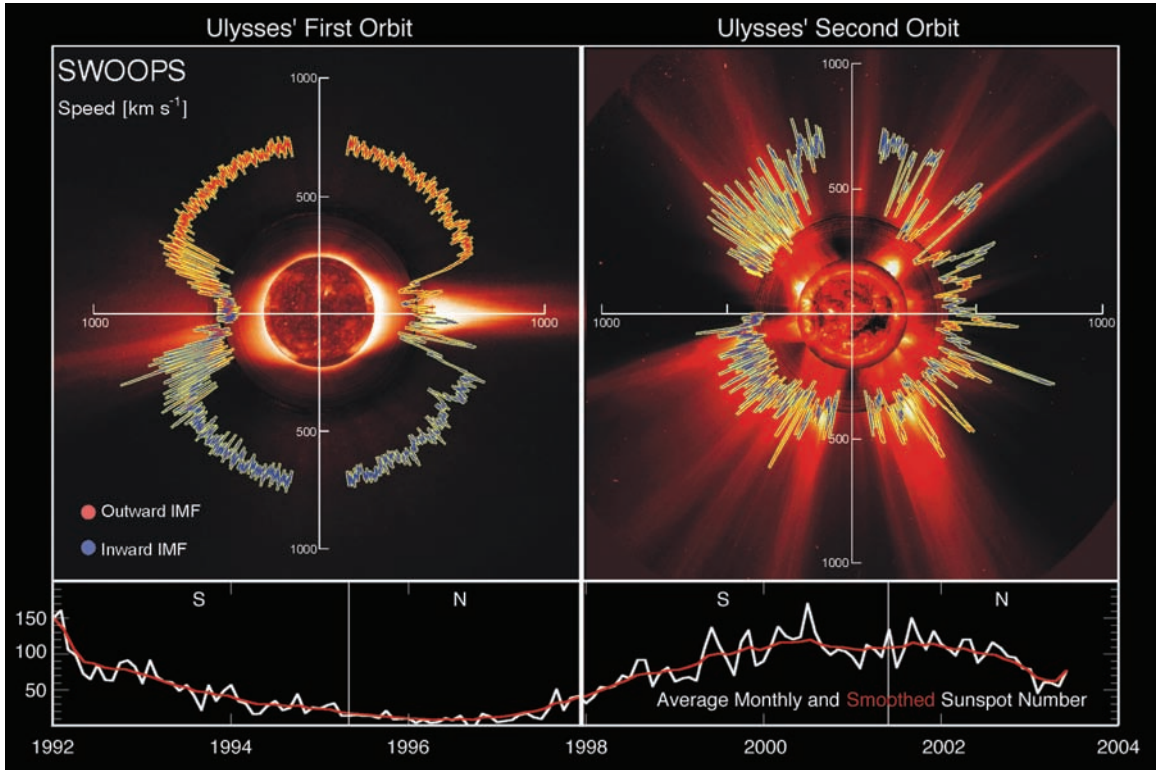 Ulysses' First Orbit
Ulysses' Second Orbit
SWOOPS
Speed [km s⁻¹]
1000
500
1000
1000
500
1000
Outward IMF
Inward IMF
1000
500
1000
1000
500
1000
S
N
S
N
150
100
50
Average Monthly and Smoothed Sunspot Number
1992
1994
1996
1998
2000
2002
2004